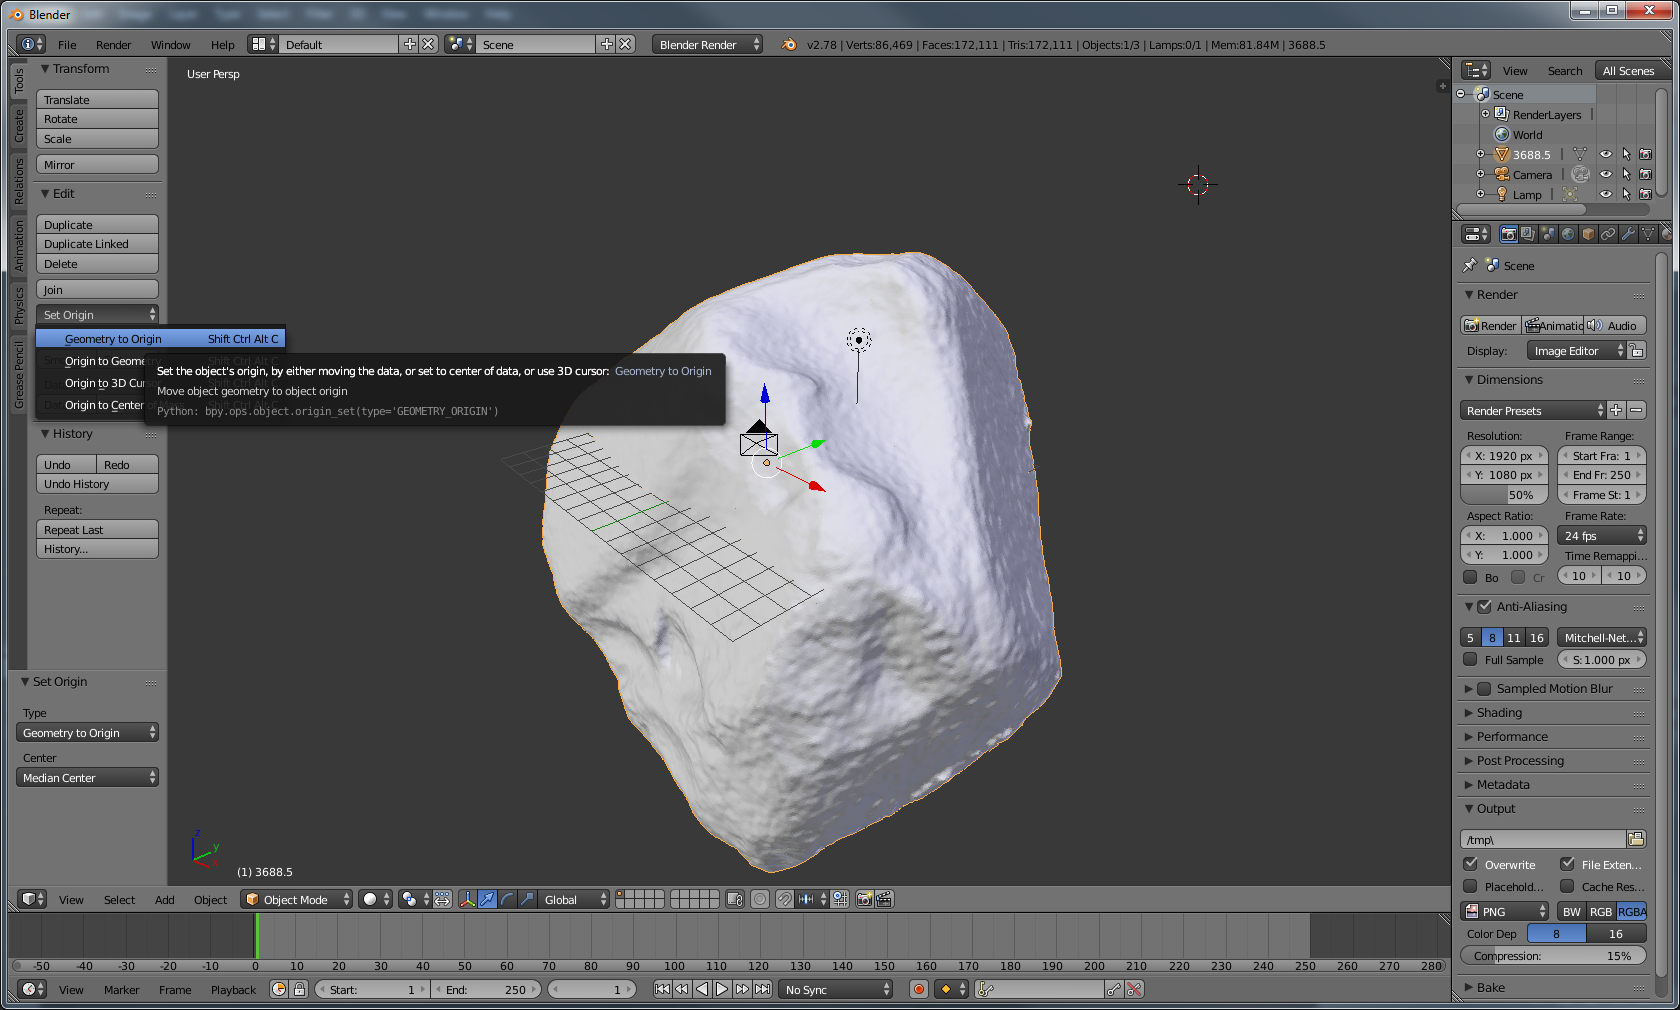 Blender
File Render Window Help Default Scene Blender Render v2.78 | Verts:86,469 | Faces:172,111 | Tris:172,111 | Objects:1/3 | Lamps:0/1 | Mem:81.84M | 3688.5
Tools
Create
Relations
Animation
Physics
Grease Pencil
Transform
Translate
Rotate
Scale
Mirror
Edit
Duplicate
Duplicate Linked
Delete
Join
Set Origin
Geometry to Origin Shift Ctrl Alt C
Origin to Geometry Shift Ctrl Alt C
Origin to 3D Cur Shift Ctrl Alt C
Origin to Center of Mass
Set the object's origin, by either moving the data, or set to center of data, or use 3D cursor: Geometry to Origin
Move object geometry to object origin
Python: bpy.ops.object.origin_set(type='GEOMETRY_ORIGIN')
History
Undo Redo
Undo History
Repeat:
Repeat Last
History...
Set Origin
Type
Geometry to Origin
Center
Median Center
User Persp
z
y
x
(1) 3688.5
View Select Add Object Object Mode Global
-50 -40 -30 -20 -10 0 10 20 30 40 50 60 70 80 90 100 110 120 130 140 150 160 170 180 190 200 210 220 230 240 250 260 270 280
View Marker Frame Playback Start: 1 End: 250 1 No Sync
View Search All Scenes
Scene
RenderLayers
World
3688.5
Camera
Lamp
Scene
Render
Render Animatic Audio
Display: Image Editor
Dimensions
Render Presets
Resolution: Frame Range:
X: 1920 px Start Fra: 1
Y: 1080 px End Fr: 250
50% Frame St: 1
Aspect Ratio: Frame Rate:
X: 1.000 24 fps
Y: 1.000 Time Remappi...
Bo Cr 10 10
Anti-Aliasing
5 8 11 16 Mitchell-Net...
Full Sample S: 1.000 px
Sampled Motion Blur
Shading
Performance
Post Processing
Metadata
Output
/tmp\
Overwrite File Exten...
Placehold... Cache Res...
PNG BW RGB RGBA
Color Dep 8 16
Compression: 15%
Bake